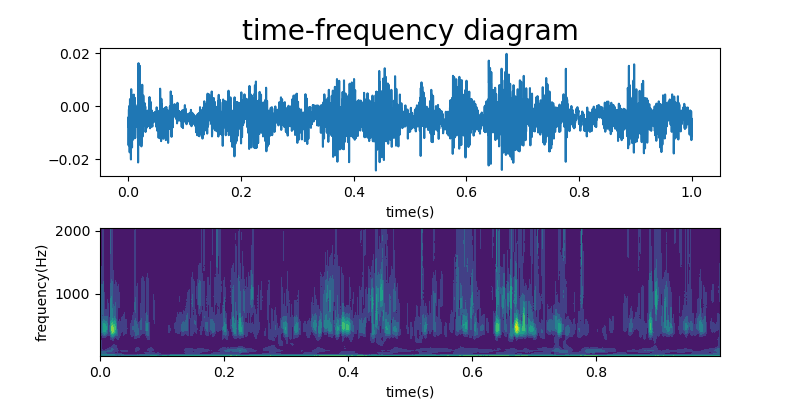 time-frequency diagram
0.02
0.00
−0.02
0.0 0.2 0.4 0.6 0.8 1.0
time(s)
2000
1000
frequency(Hz)
0.0 0.2 0.4 0.6 0.8
time(s)